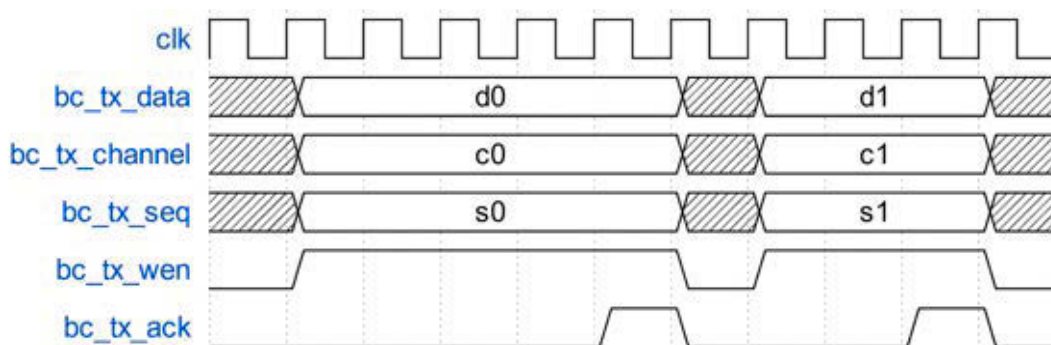 clk
bc_tx_data d0 d1
bc_tx_channel c0 c1
bc_tx_seq s0 s1
bc_tx_wen
bc_tx_ack